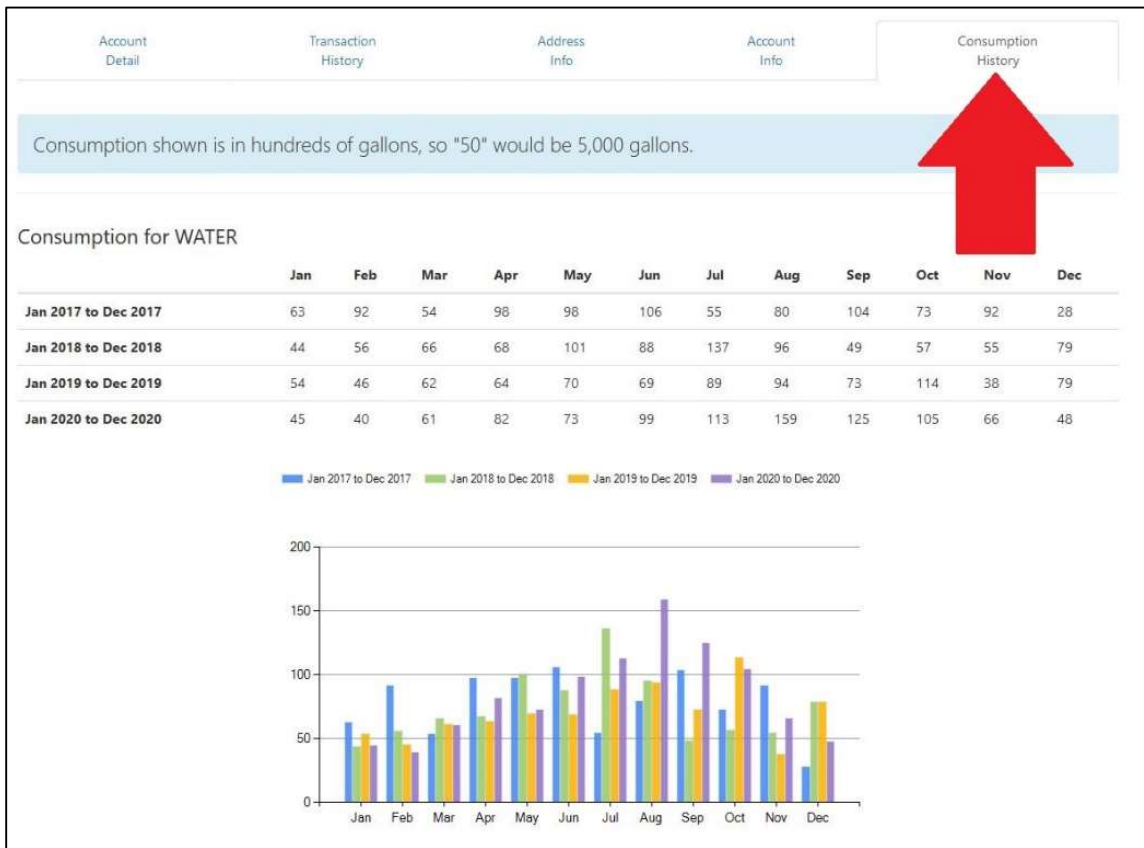 Account Transaction Address Account Consumption
Detail History Info Info History
Consumption shown is in hundreds of gallons, so "50" would be 5,000 gallons.
Consumption for WATER
Jan Feb Mar Apr May Jun Jul Aug Sep Oct Nov Dec
Jan 2017 to Dec 2017 63 92 54 98 98 106 55 80 104 73 92 28
Jan 2018 to Dec 2018 44 56 66 68 101 88 137 96 49 57 55 79
Jan 2019 to Dec 2019 54 46 62 64 70 69 89 94 73 114 38 79
Jan 2020 to Dec 2020 45 40 61 82 73 99 113 159 125 105 66 48
Jan 2017 to Dec 2017 Jan 2018 to Dec 2018 Jan 2019 to Dec 2019 Jan 2020 to Dec 2020
200
150
100
50
0
Jan Feb Mar Apr May Jun Jul Aug Sep Oct Nov Dec